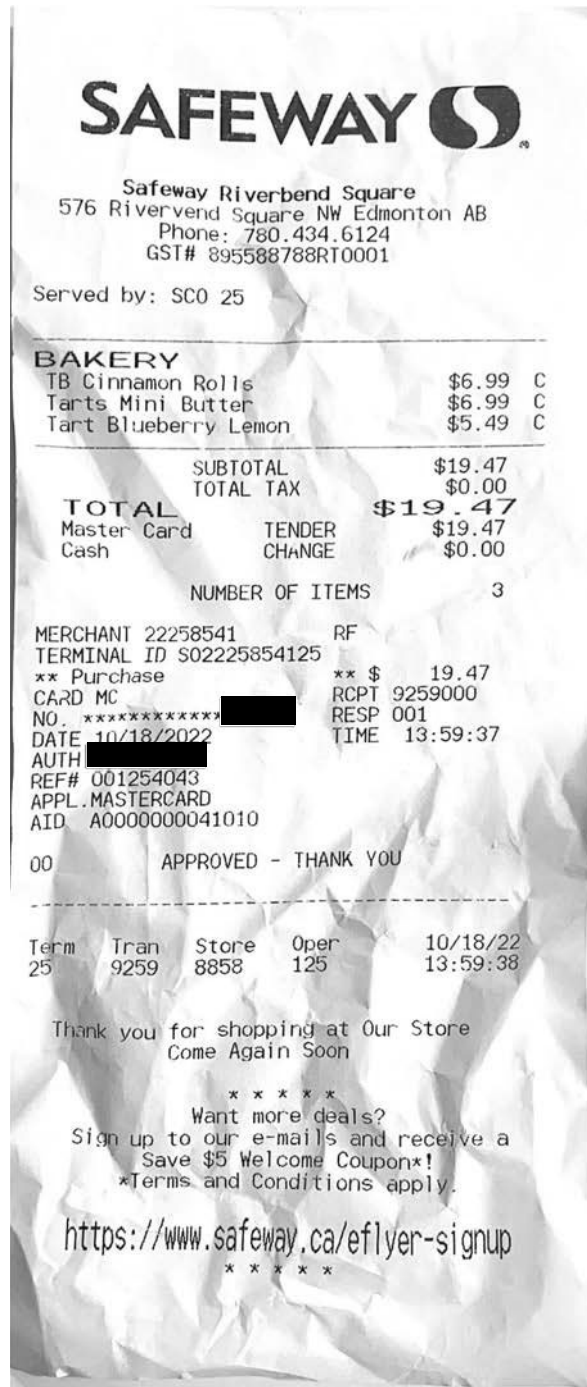 SAFEWAY
Safeway Riverbend Square
576 Rivervend Square NW Edmonton AB
Phone: 780.434.6124
GST# 895588788RT0001
Served by: SCO 25
BAKERY
TB Cinnamon Rolls $6.99 C
Tarts Mini Butter $6.99 C
Tart Blueberry Lemon $5.49 C
SUBTOTAL $19.47
TOTAL TAX $0.00
TOTAL $19.47
Master Card TENDER $19.47
Cash CHANGE $0.00
NUMBER OF ITEMS 3
MERCHANT 22258541 RF
TERMINAL ID S02225854125
** Purchase ** $ 19.47
CARD MC RCPT 9259000
NO. ************ RESP 001
DATE 10/18/2022 TIME 13:59:37
AUTH
REF# 001254043
APPL.MASTERCARD
AID A0000000041010
00 APPROVED - THANK YOU
Term Tran Store Oper 10/18/22
25 9259 8858 125 13:59:38
Thank you for shopping at Our Store
Come Again Soon
* * * * *
Want more deals?
Sign up to our e-mails and receive a
Save $5 Welcome Coupon*!
*Terms and Conditions apply.
https://www.safeway.ca/eflyer-signup
* * * * *